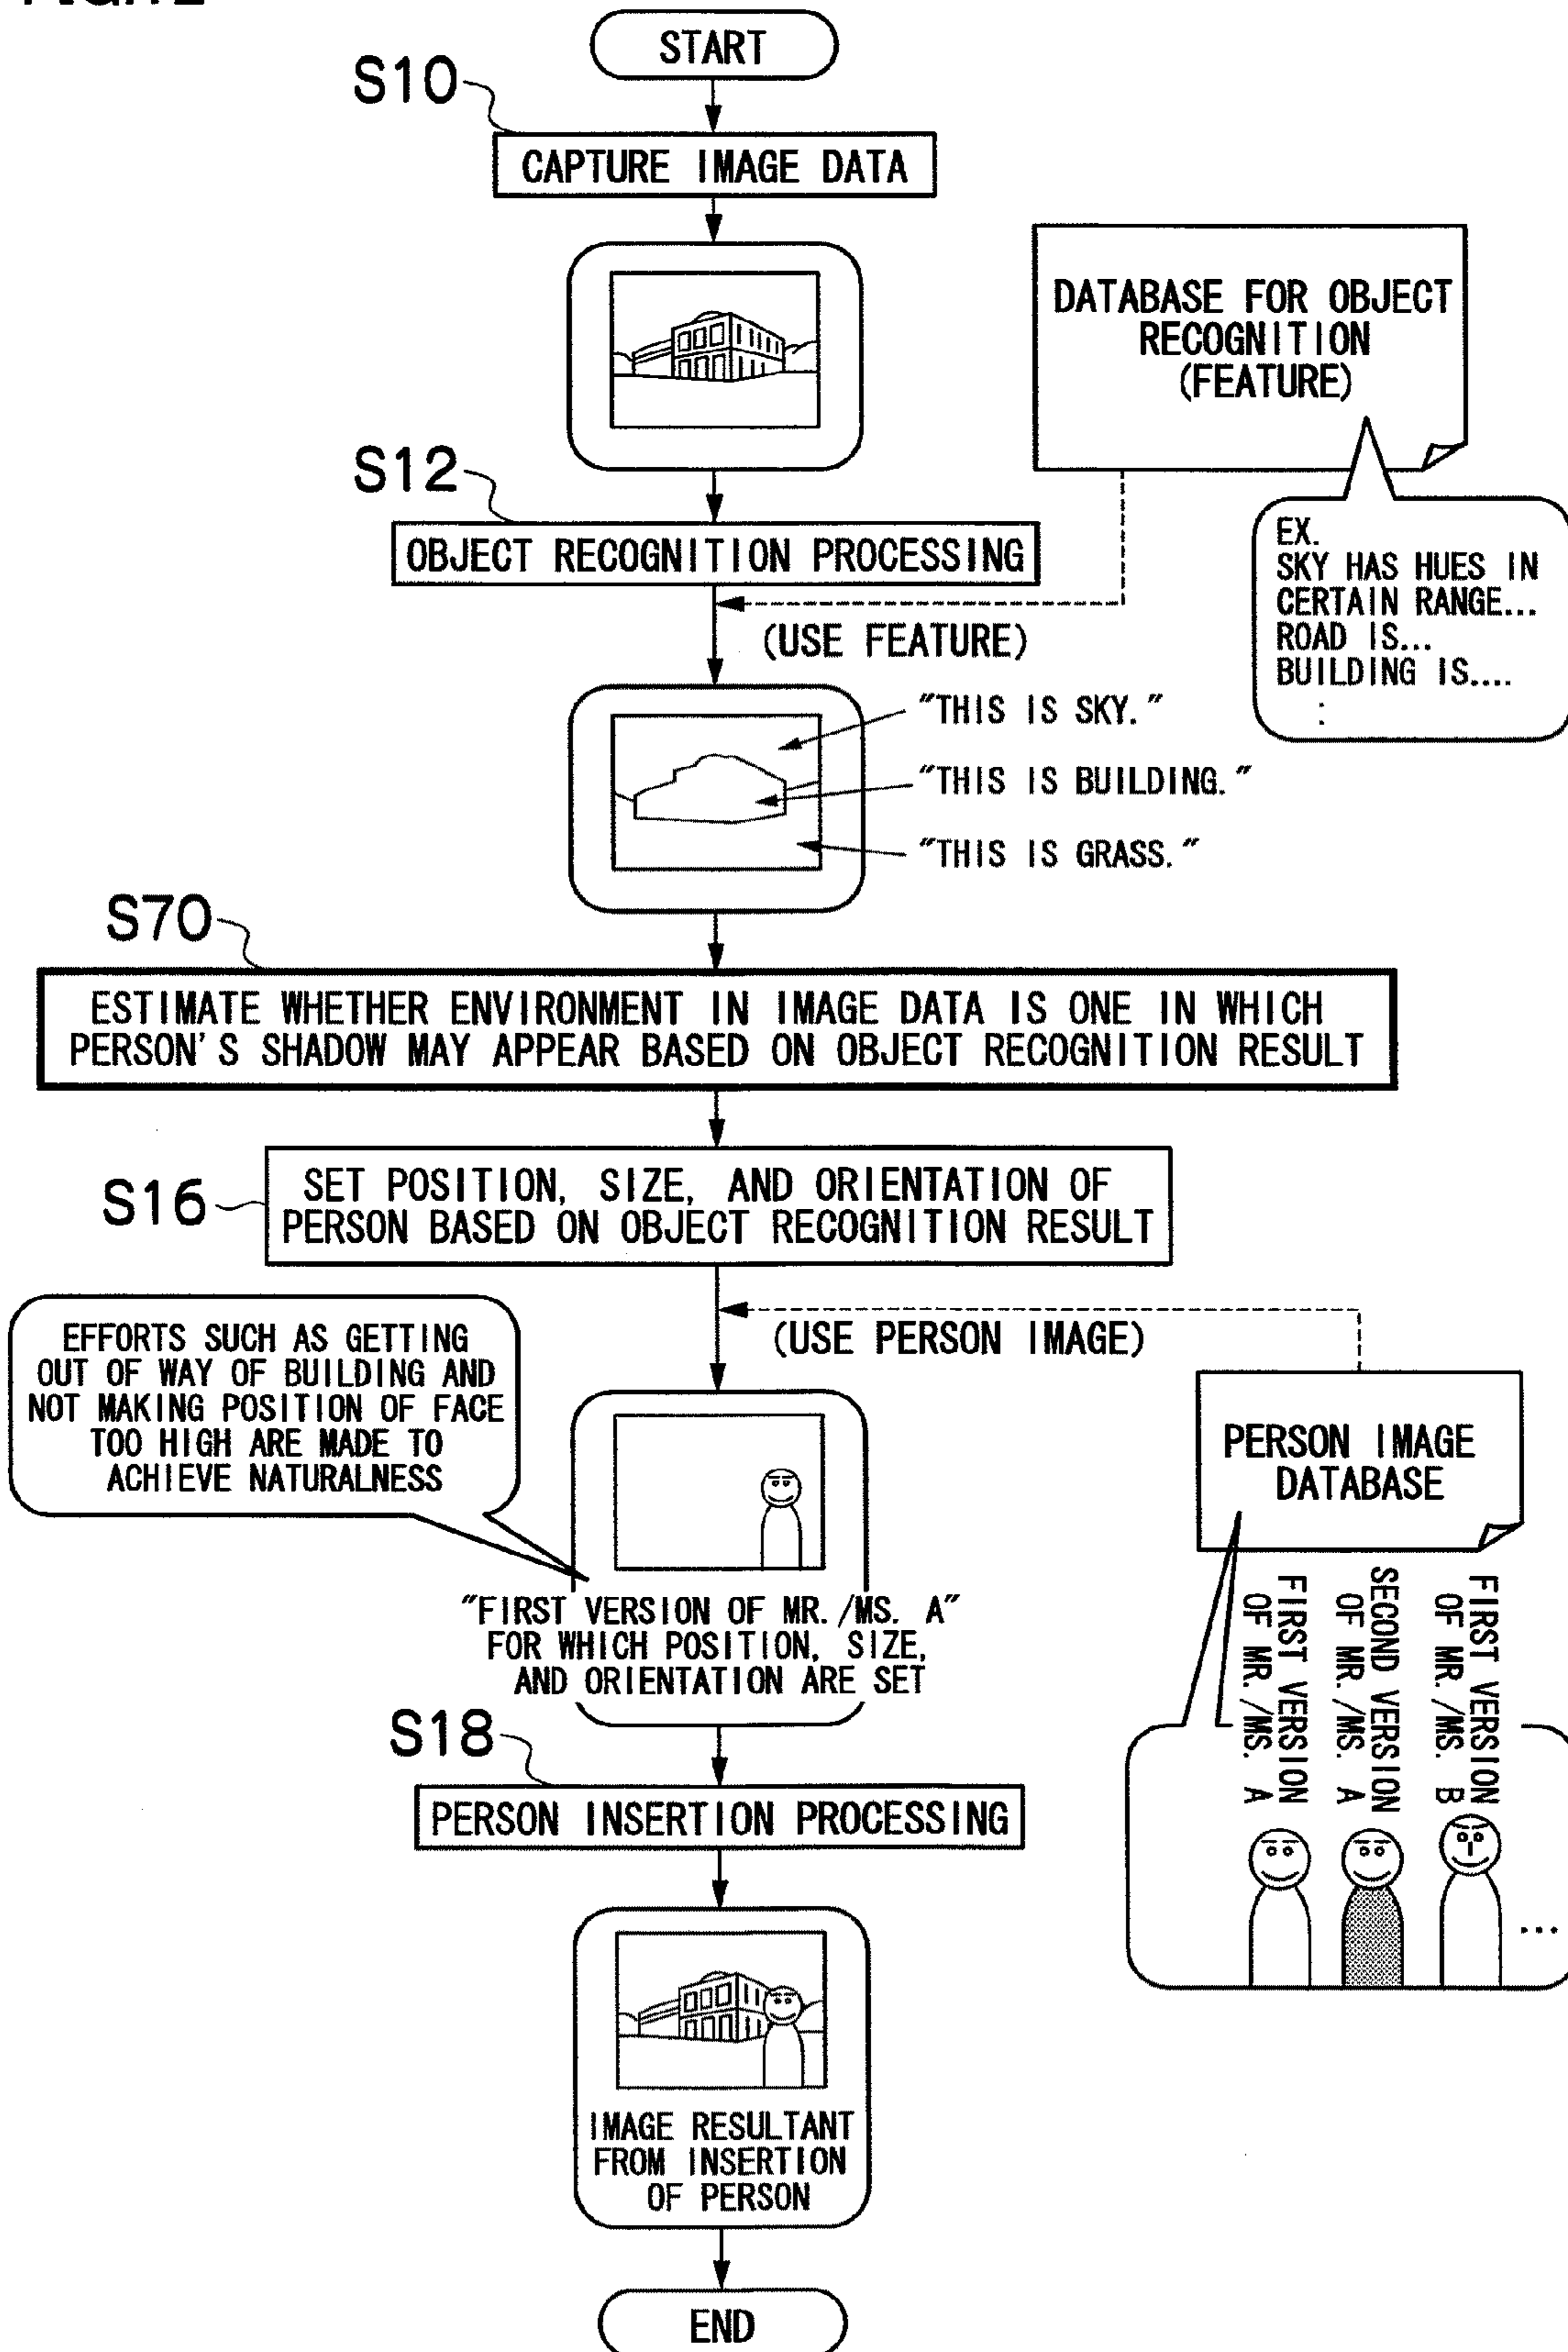 START
S10
CAPTURE IMAGE DATA
DATABASE FOR OBJECT
RECOGNITION
(FEATURE)
S12
OBJECT RECOGNITION PROCESSING
EX.
SKY HAS HUES IN
CERTAIN RANGE...
ROAD IS...
BUILDING IS....
:
(USE FEATURE)
"THIS IS SKY."
"THIS IS BUILDING."
"THIS IS GRASS."
S70
ESTIMATE WHETHER ENVIRONMENT IN IMAGE DATA IS ONE IN WHICH
PERSON'S SHADOW MAY APPEAR BASED ON OBJECT RECOGNITION RESULT
S16
SET POSITION, SIZE, AND ORIENTATION OF
PERSON BASED ON OBJECT RECOGNITION RESULT
EFFORTS SUCH AS GETTING
OUT OF WAY OF BUILDING AND
NOT MAKING POSITION OF FACE
TOO HIGH ARE MADE TO
ACHIEVE NATURALNESS
(USE PERSON IMAGE)
PERSON IMAGE
DATABASE
"FIRST VERSION OF MR./MS. A"
FOR WHICH POSITION, SIZE,
AND ORIENTATION ARE SET
FIRST VERSION
OF MR./MS. A
SECOND VERSION
OF MR./MS. A
FIRST VERSION
OF MR./MS. B
...
S18
PERSON INSERTION PROCESSING
IMAGE RESULTANT
FROM INSERTION
OF PERSON
END